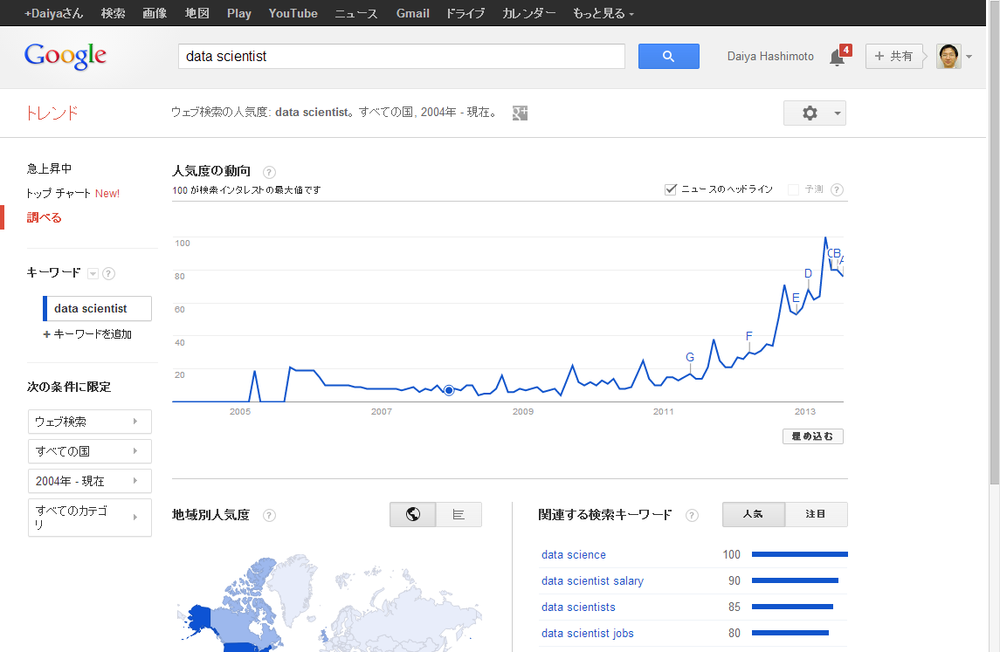 +Daiyaさん 検索 画像 地図 Play YouTube ニュース Gmail ドライブ カレンダー もっと見る
Google
data scientist
Daiya Hashimoto
4
+ 共有
トレンド
ウェブ検索の人気度: data scientist。すべての国, 2004年 - 現在。
g+
急上昇中
トップ チャート New!
調べる
キーワード ?
data scientist
+ キーワードを追加
次の条件に限定
ウェブ検索
すべての国
2004年 - 現在
すべてのカテゴ
リ
人気度の動向 ?
100 が検索インタレストの最大値です
ニュースのヘッドライン 予測 ?
100
80
60
40
20
G
F
E
D
C
B
A
2005 2007 2009 2011 2013
埋め込む
地域別人気度 ?
関連する検索キーワード ?
人気 注目
data science 100
data scientist salary 90
data scientists 85
data scientist jobs 80